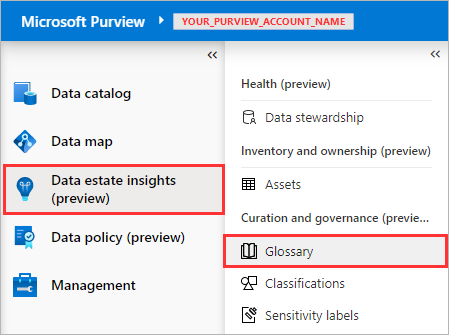 Microsoft Purview
YOUR_PURVIEW_ACCOUNT_NAME
Data catalog
Data map
Data estate insights
(preview)
Data policy (preview)
Management
Health (preview)
Data stewardship
Inventory and ownership (preview)
Assets
Curation and governance (previe...
Glossary
Classifications
Sensitivity labels